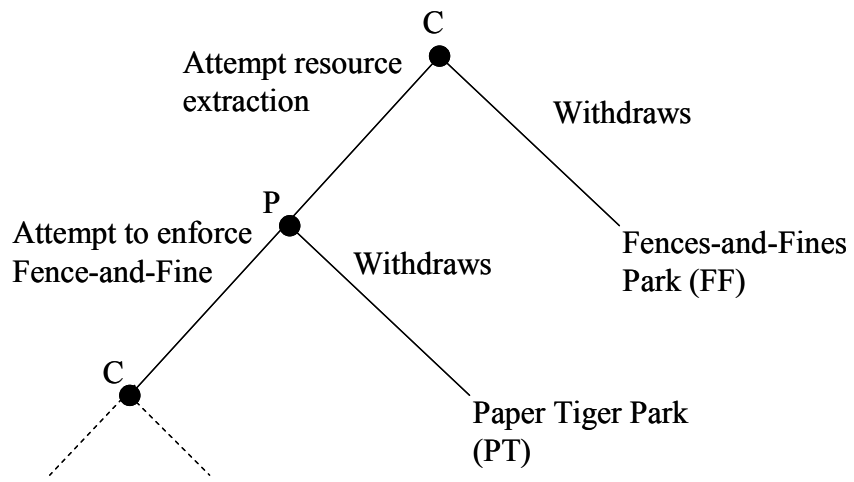 C
Attempt resource
extraction
Withdraws
P
Attempt to enforce
Fence-and-Fine
Withdraws
Fences-and-Fines
Park (FF)
C
Paper Tiger Park
(PT)